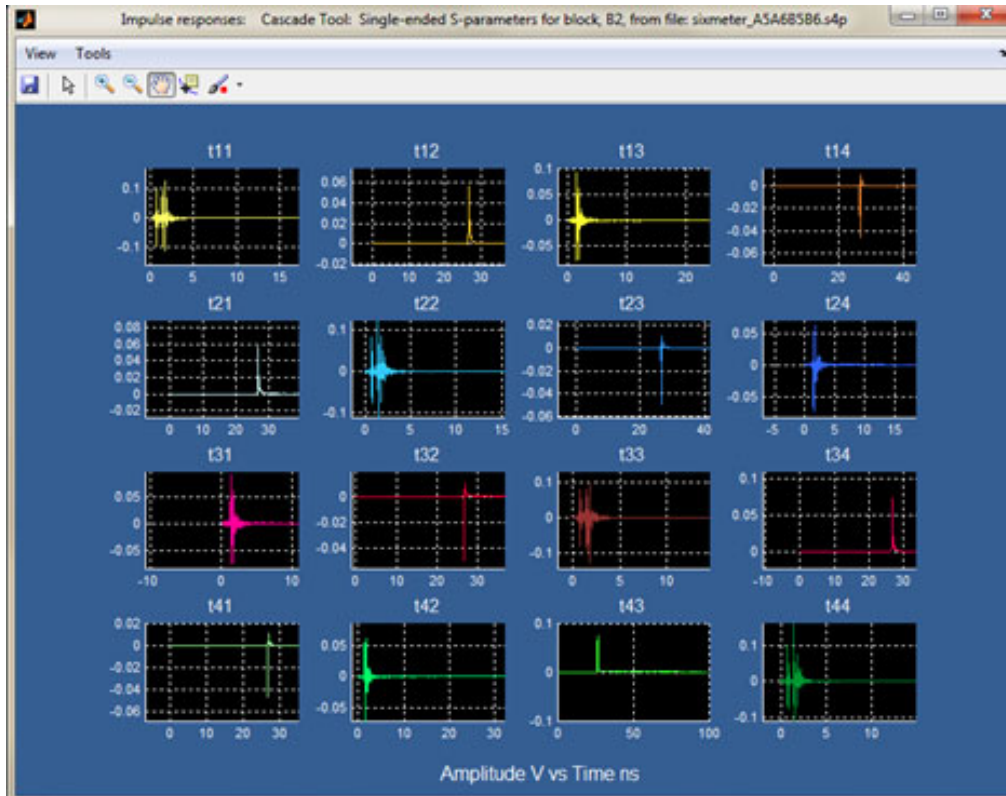 Impulse responses: Cascade Tool: Single-ended S-parameters for block, B2, from file: sixmeter_A5A6B5B6.s4p
View Tools
t11 t12 t13 t14
0.1 0 -0.1 0 5 10 15
0.06 0.04 0.02 0 -0.02 0 10 20 30
0.1 0.05 0 -0.05 0 10 20
0 -0.02 -0.04 -0.06 0 20 40
t21 t22 t23 t24
0.08 0.06 0.04 0.02 0 -0.02 0 10 20 30
0.1 0 -0.1 0 5 10 15
0.02 0 -0.02 -0.04 -0.06 0 20 40
0.05 0 -0.05 -5 0 5 10 15
t31 t32 t33 t34
0.05 0 -0.05 -10 0 10
0 -0.02 -0.04 -10 0 10 20 30
0.1 0 -0.1 0 5 10
0.1 0.05 0 -10 0 10 20 30
t41 t42 t43 t44
0.02 0 -0.02 -0.04 -0.06 0 10 20 30
0.05 0 -0.05 0 10 20 30
0.1 0 -0.1 0 50 100
0.1 0 -0.1 0 5 10
Amplitude V vs Time ns